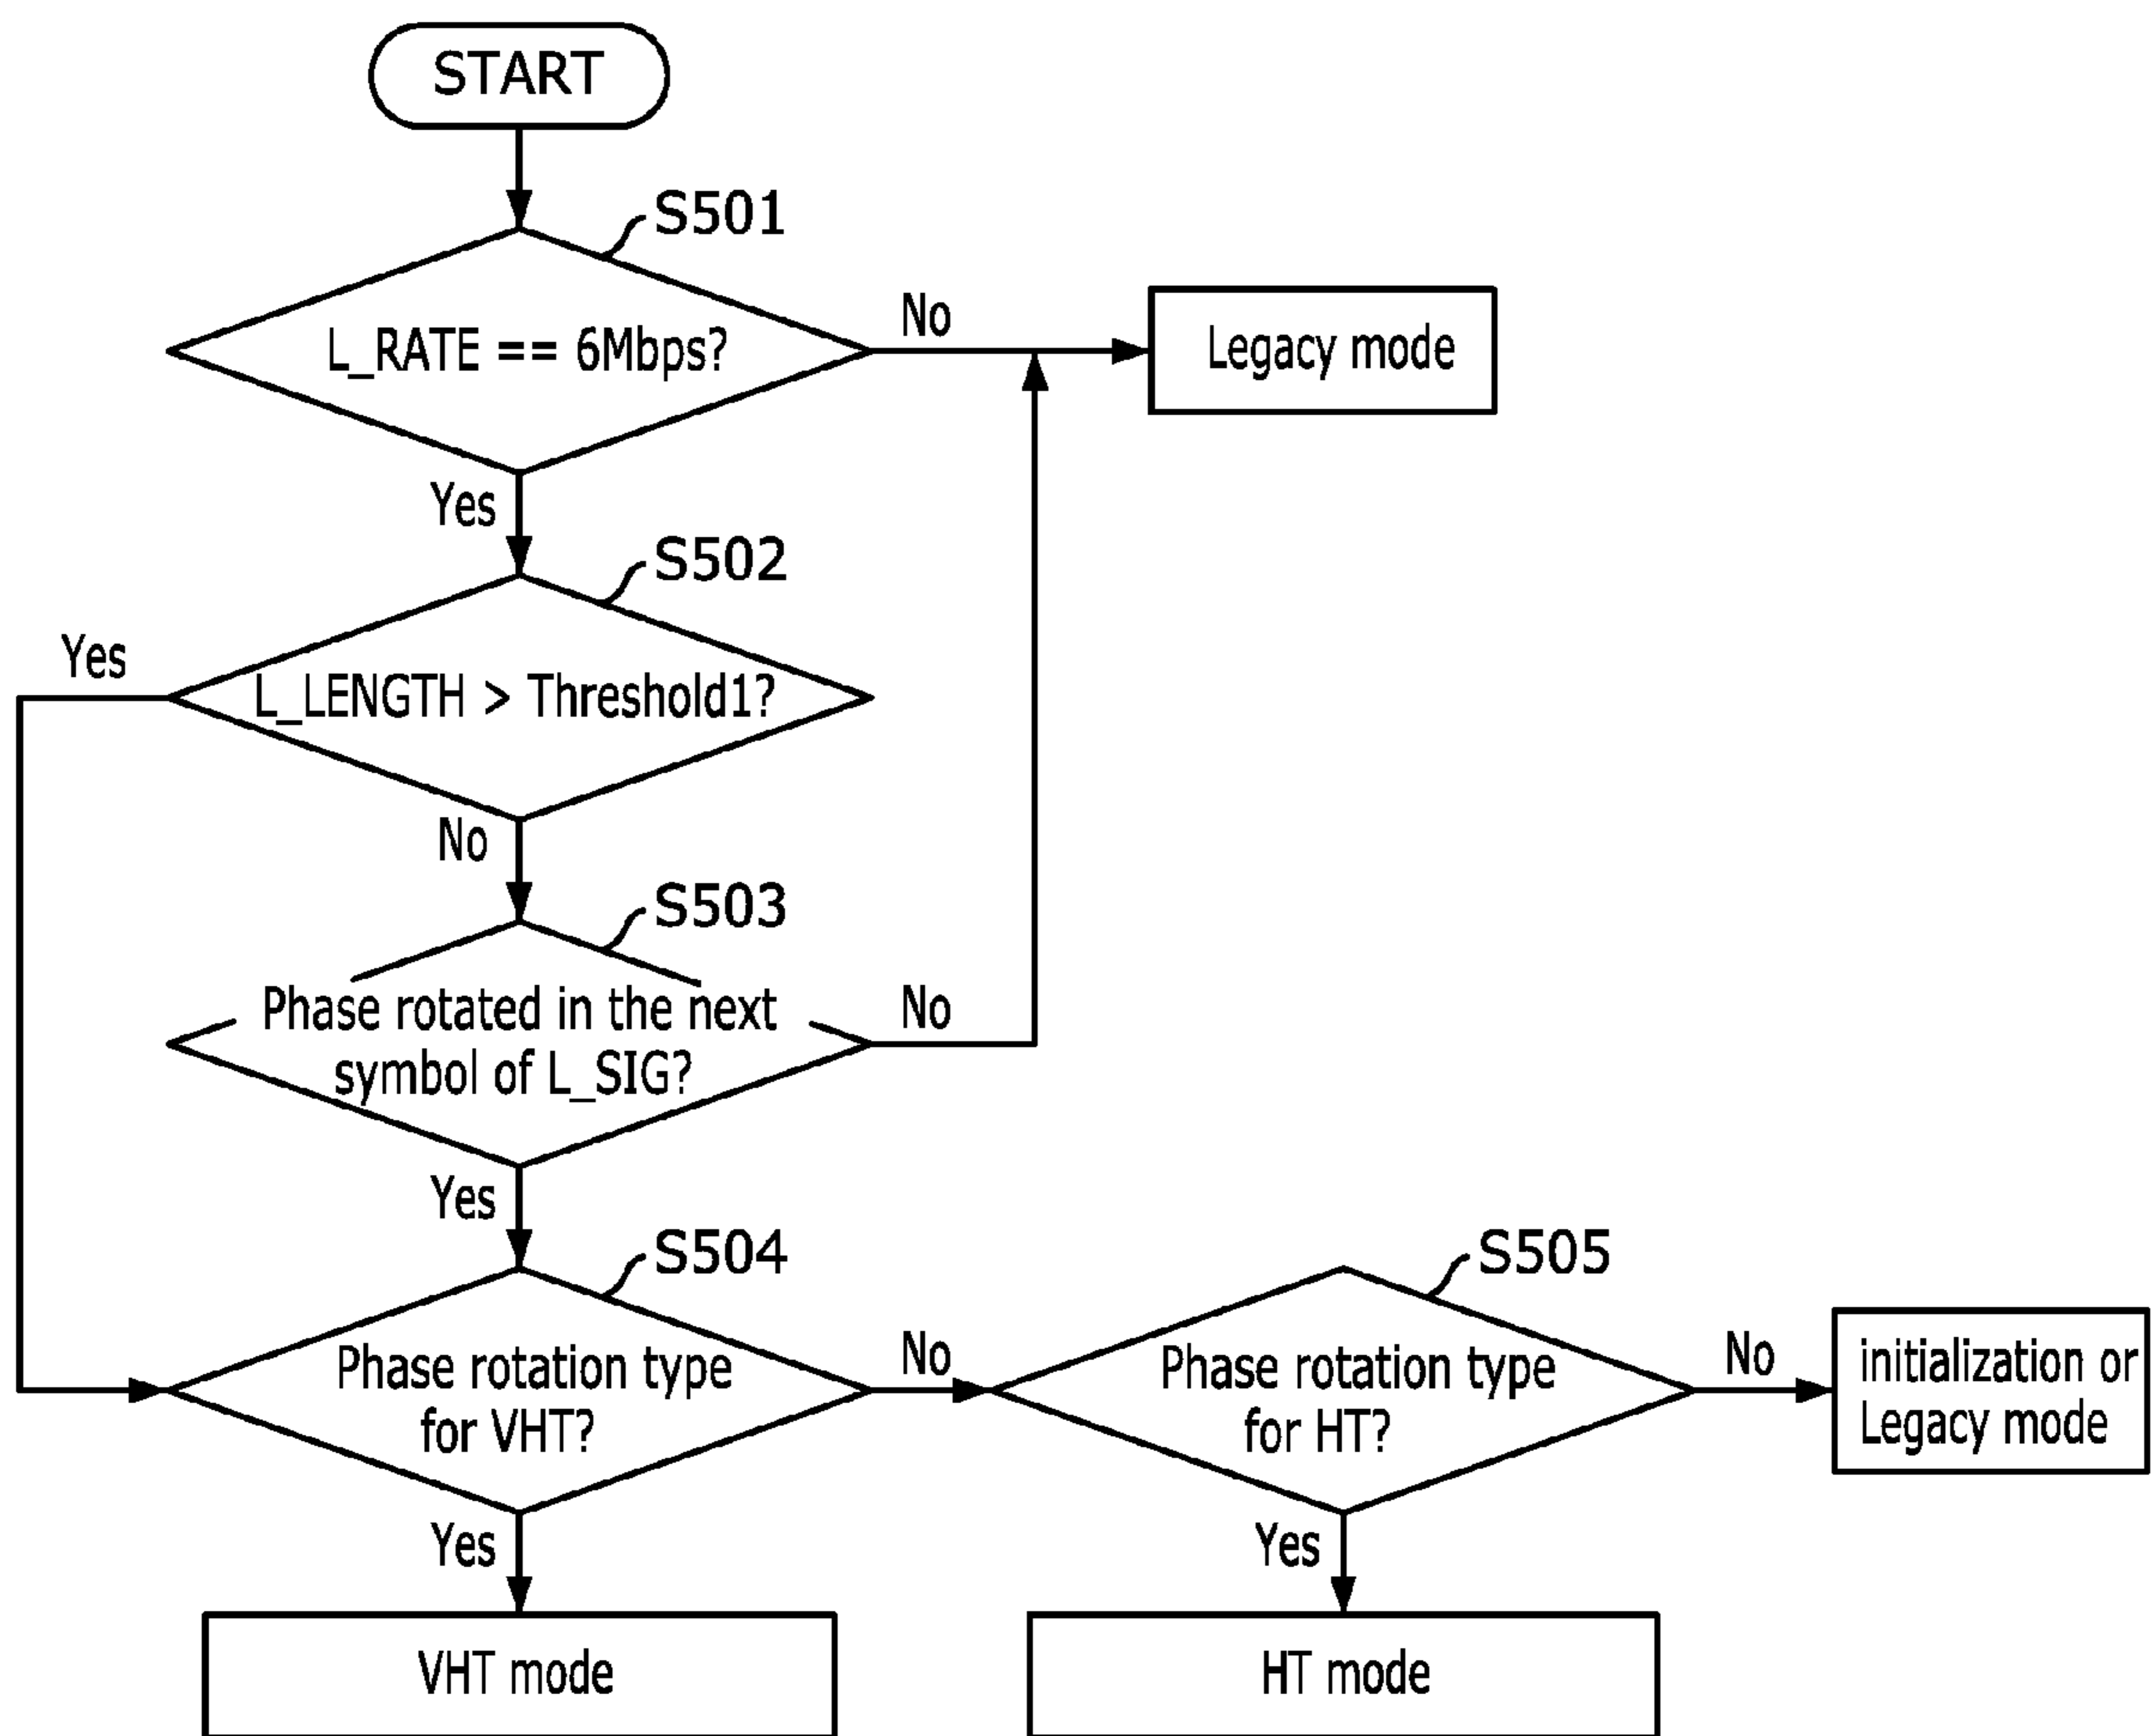 START
S501
L_RATE == 6Mbps?
No
Legacy mode
Yes
S502
Yes
L_LENGTH > Threshold1?
No
S503
Phase rotated in the next
symbol of L_SIG?
No
Yes
S504
Phase rotation type
for VHT?
No
S505
Phase rotation type
for HT?
No
initialization or
Legacy mode
Yes
Yes
VHT mode
HT mode